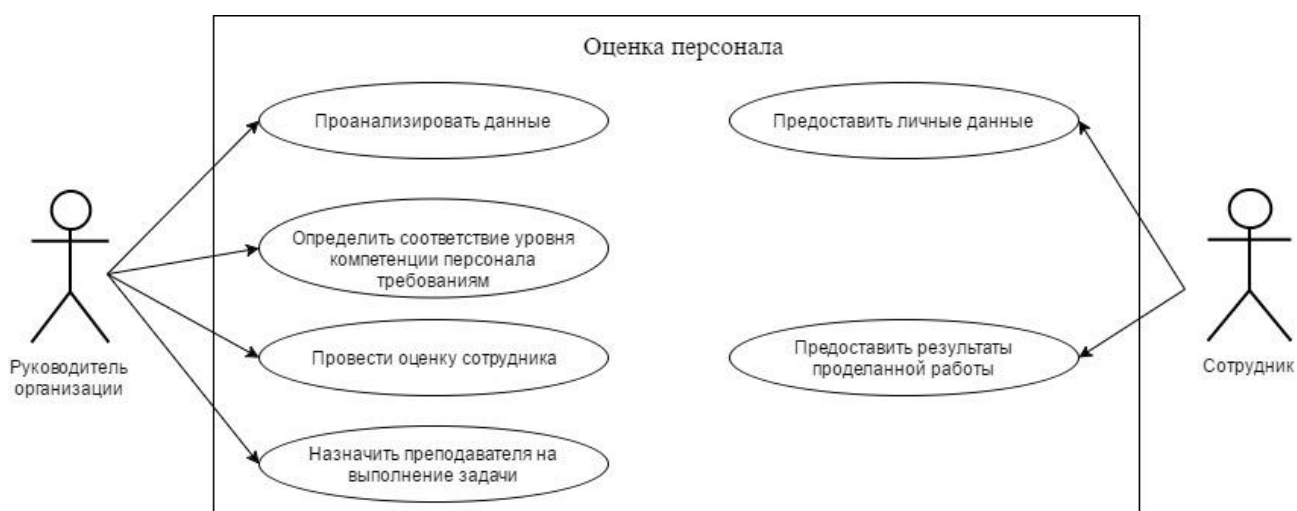 Оценка персонала
Проанализировать данные
Предоставить личные данные
Определить соответствие уровня
компетенции персонала
требованиям
Провести оценку сотрудника
Предоставить результаты
проделанной работы
Руководитель
организации
Сотрудник
Назначить преподавателя на
выполнение задачи